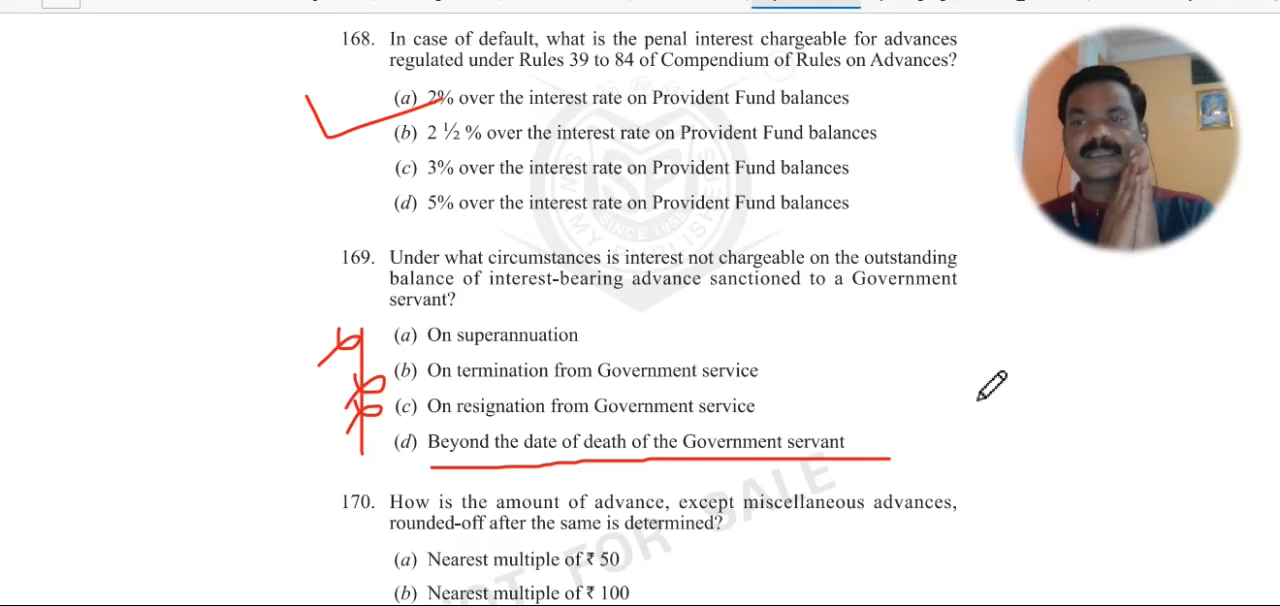 168. In case of default, what is the penal interest chargeable for advances
regulated under Rules 39 to 84 of Compendium of Rules on Advances?
(a) 2% over the interest rate on Provident Fund balances
(b) 2 ½ % over the interest rate on Provident Fund balances
(c) 3% over the interest rate on Provident Fund balances
(d) 5% over the interest rate on Provident Fund balances
SINCE 1955
169. Under what circumstances is interest not chargeable on the outstanding
balance of interest-bearing advance sanctioned to a Government
servant?
(a) On superannuation
(b) On termination from Government service
(c) On resignation from Government service
(d) Beyond the date of death of the Government servant
170. How is the amount of advance, except miscellaneous advances,
rounded-off after the same is determined?
(a) Nearest multiple of ₹ 50
(b) Nearest multiple of ₹ 100
NOT FOR SALE